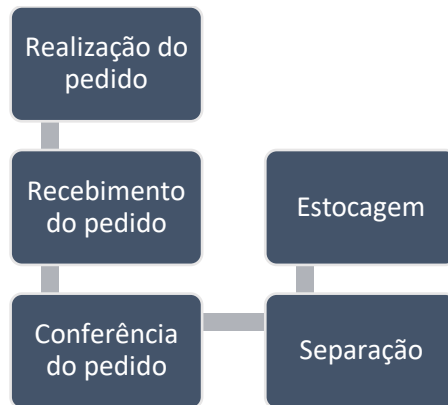 Realização do
pedido
Recebimento
do pedido
Conferência
do pedido
Separação
Estocagem